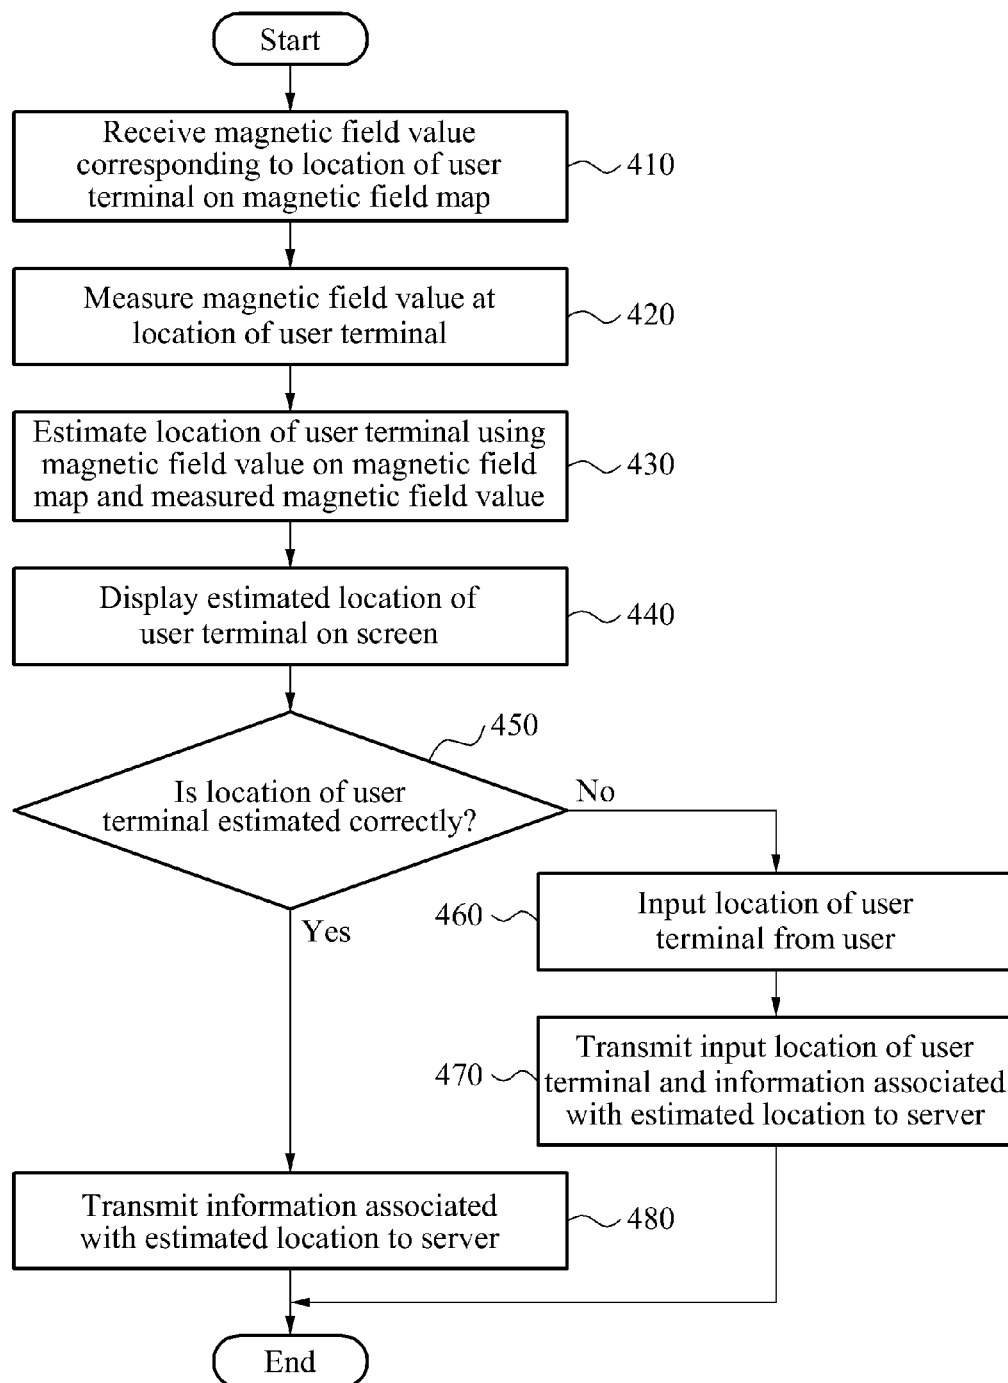 Start
Receive magnetic field value
corresponding to location of user
terminal on magnetic field map
410
Measure magnetic field value at
location of user terminal
420
Estimate location of user terminal using
magnetic field value on magnetic field
map and measured magnetic field value
430
Display estimated location of
user terminal on screen
440
450
Is location of user
terminal estimated correctly?
No
Yes
460
Input location of user
terminal from user
470
Transmit input location of user
terminal and information associated
with estimated location to server
Transmit information associated
with estimated location to server
480
End